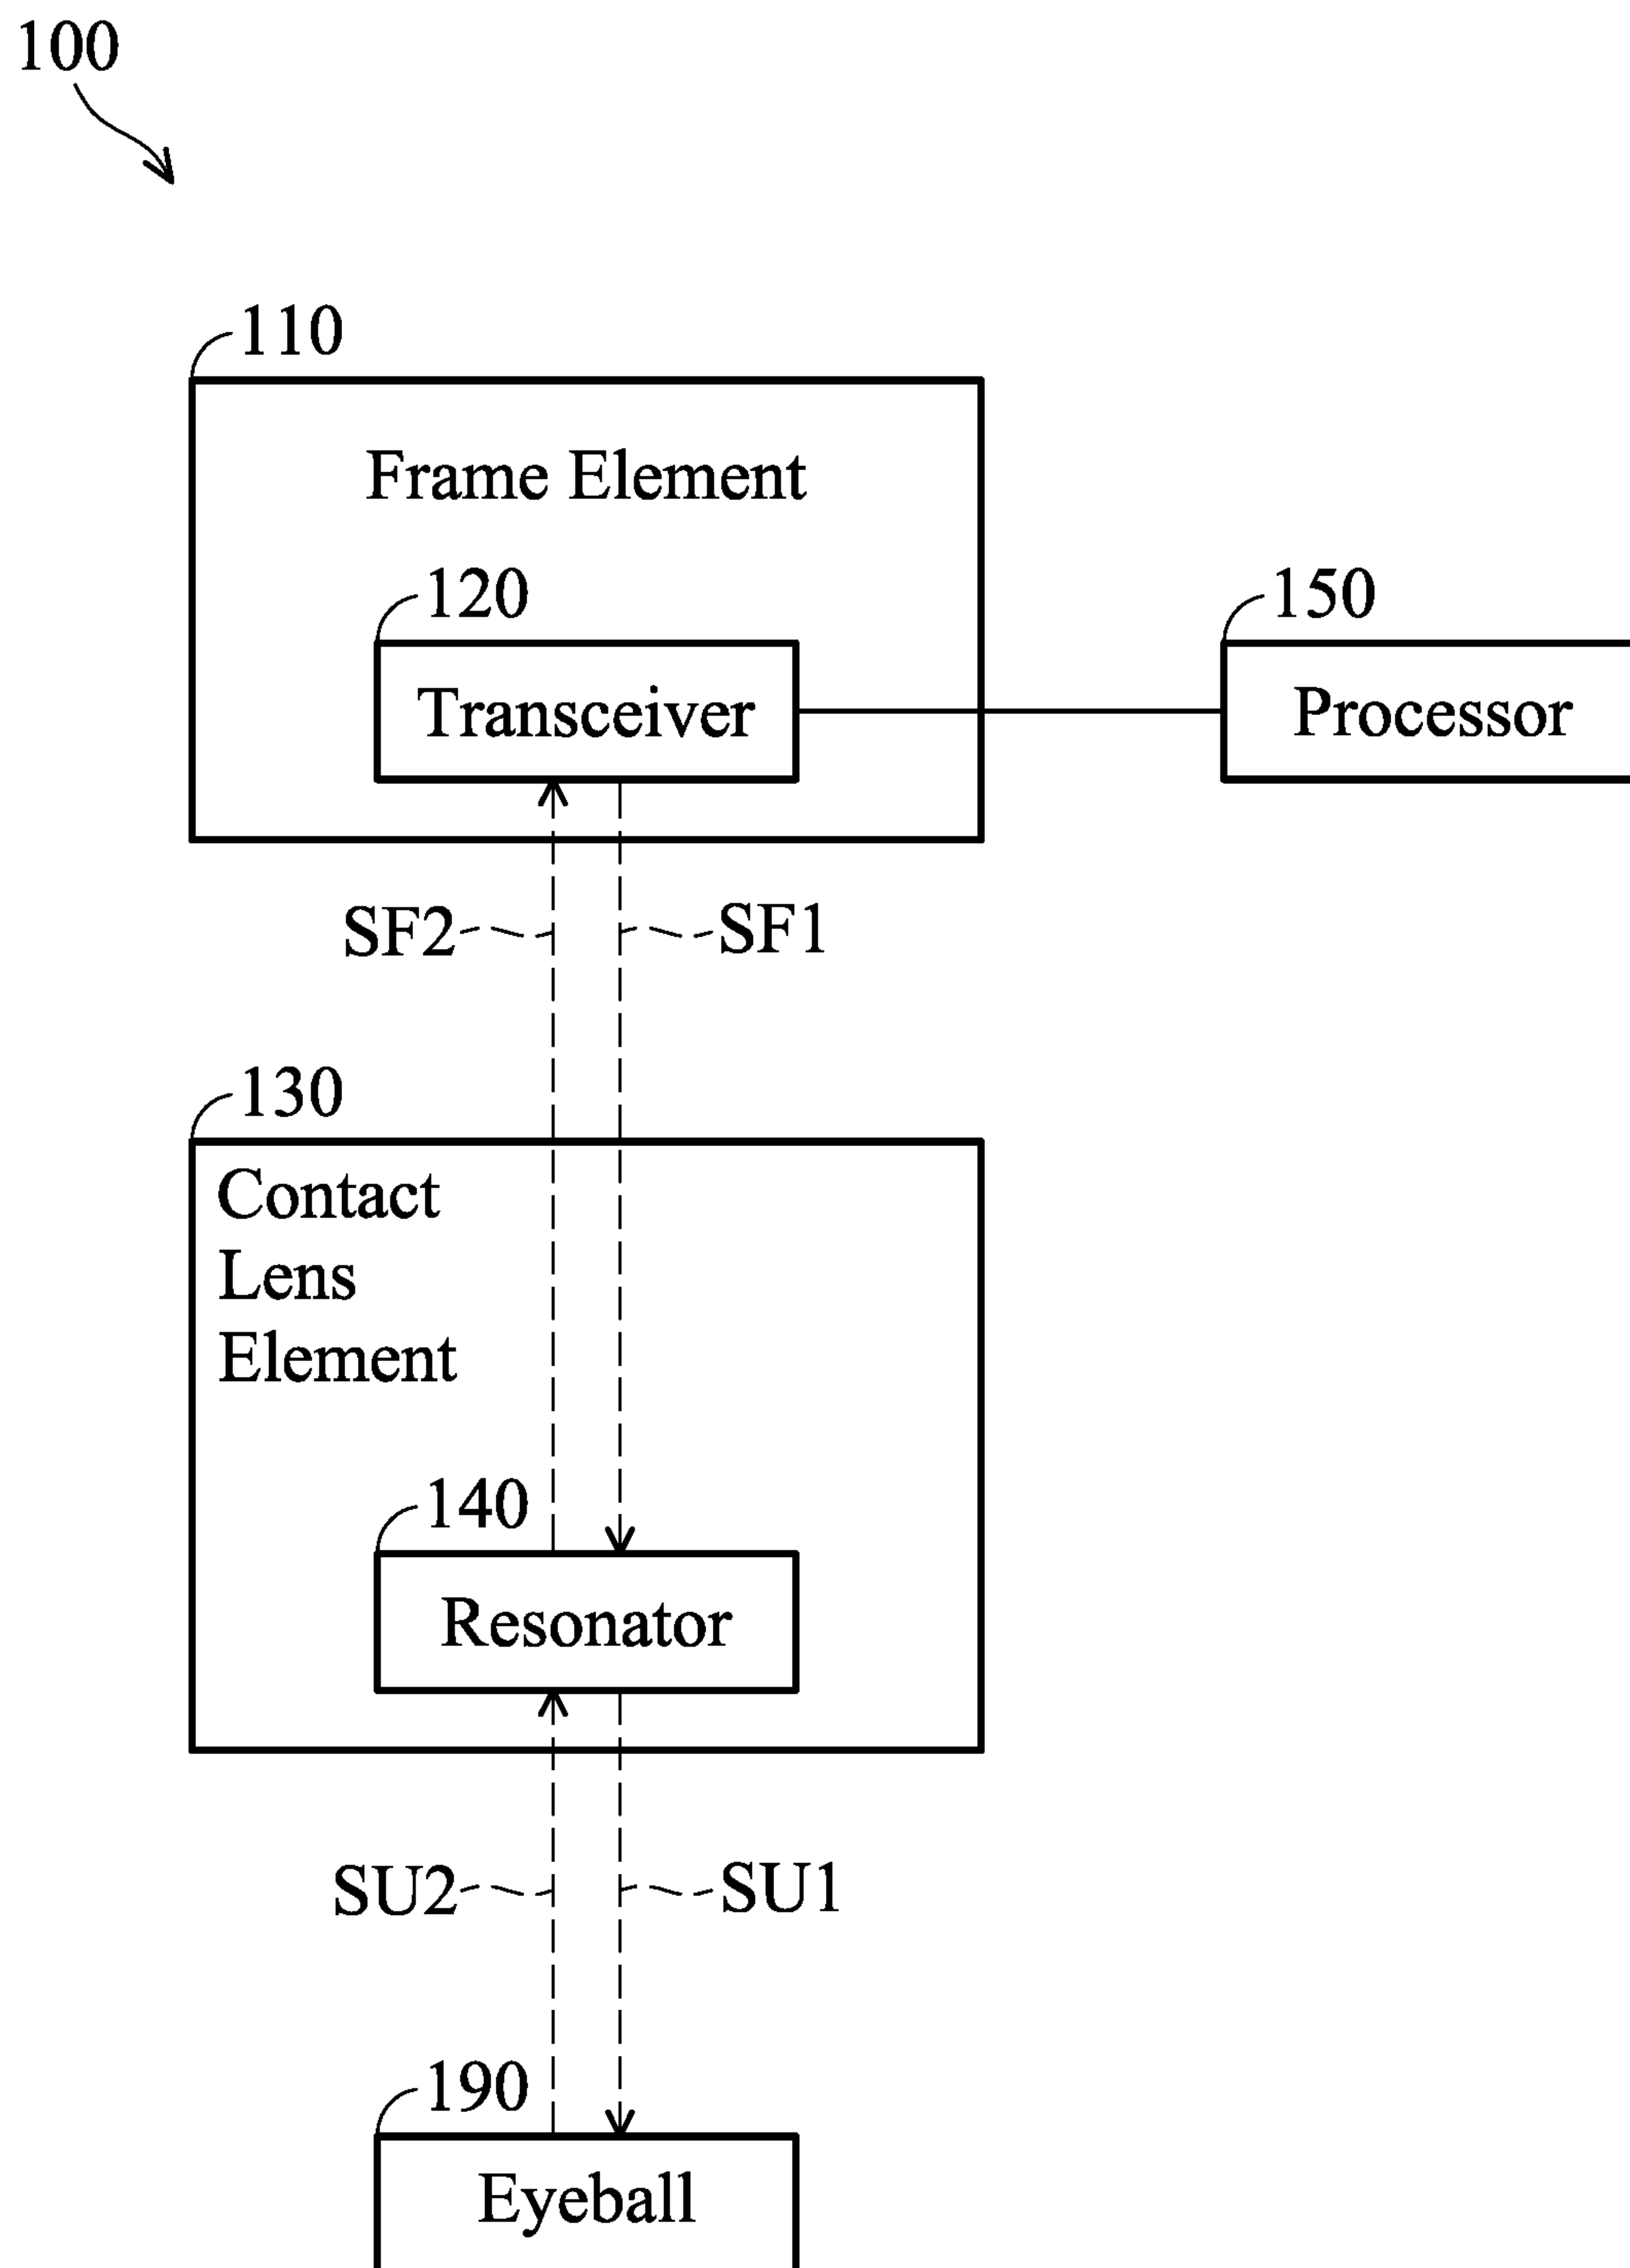 100
110
Frame Element
120
150
Transceiver
Processor
SF2
SF1
130
Contact
Lens
Element
140
Resonator
SU2
SU1
190
Eyeball